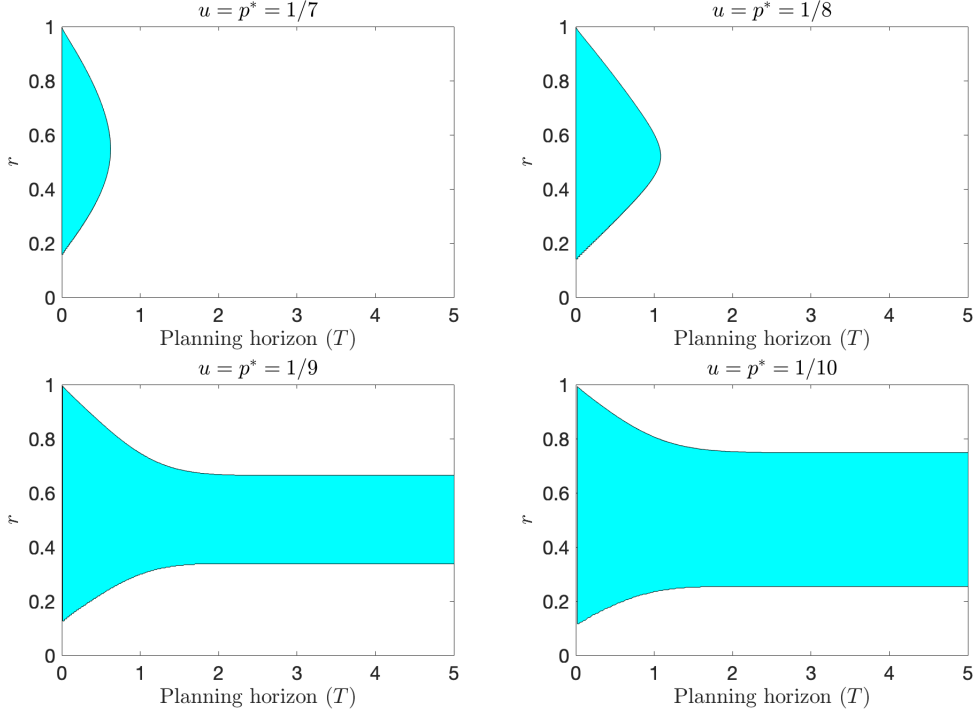 u = p* = 1/7
1
0.8
0.6
0.4
0.2
0
r
0 1 2 3 4 5
Planning horizon (T)
u = p* = 1/8
1
0.8
0.6
0.4
0.2
0
r
0 1 2 3 4 5
Planning horizon (T)
u = p* = 1/9
1
0.8
0.6
0.4
0.2
0
r
0 1 2 3 4 5
Planning horizon (T)
u = p* = 1/10
1
0.8
0.6
0.4
0.2
0
r
0 1 2 3 4 5
Planning horizon (T)